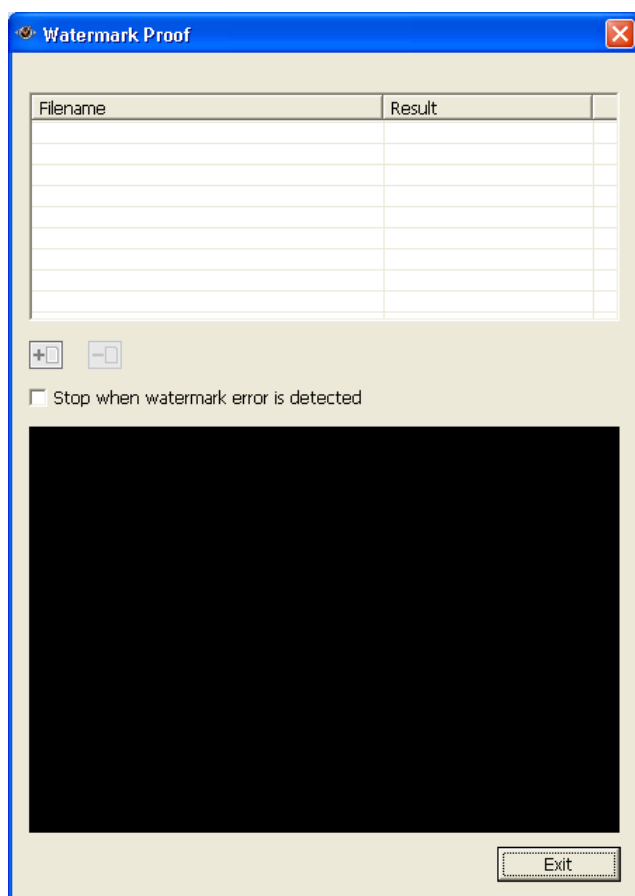 Watermark Proof
Filename Result
Stop when watermark error is detected
Exit